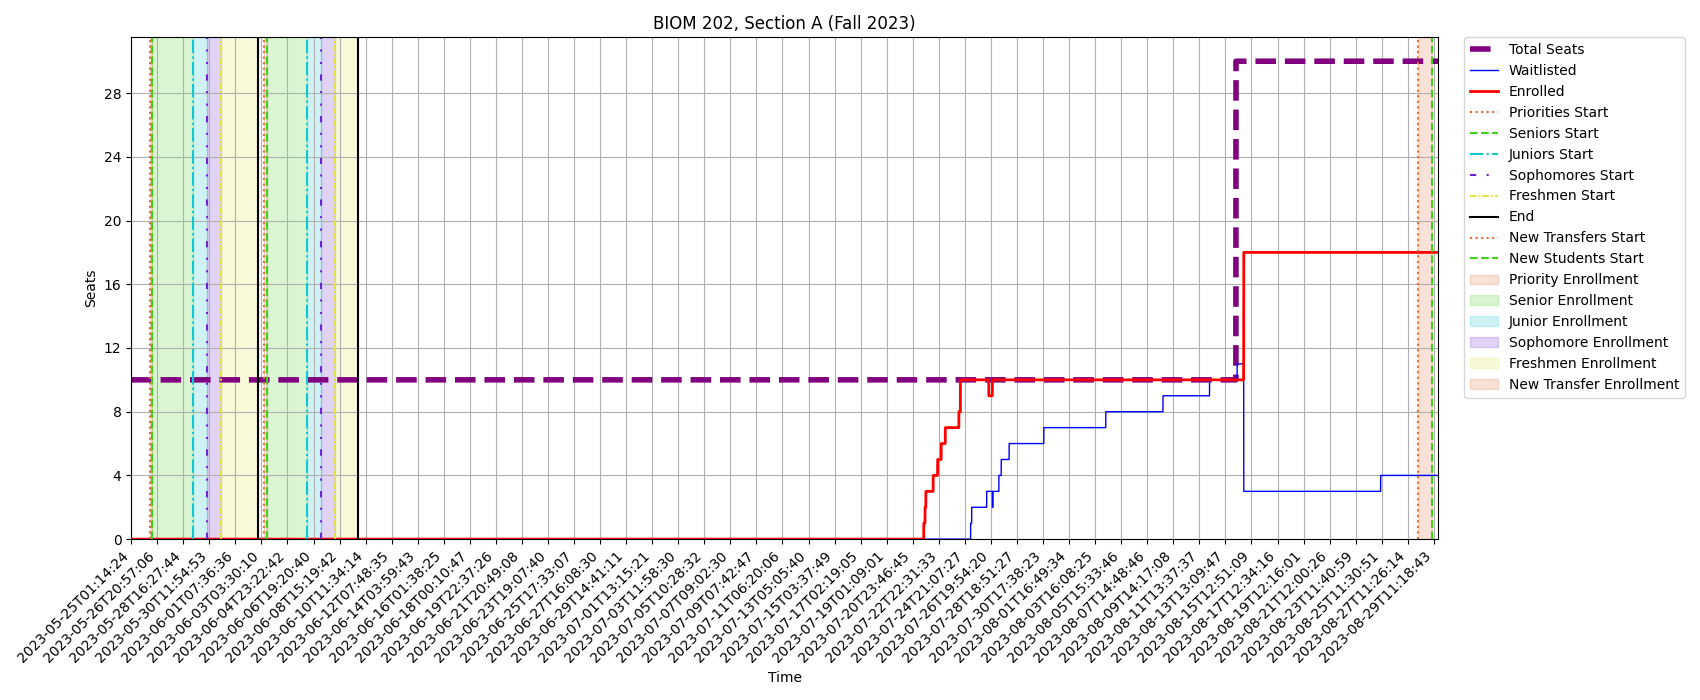 BIOM 202, Section A (Fall 2023)
Seats
28
24
20
16
12
8
4
0
2023-05-25T01:14:24
2023-05-26T20:57:06
2023-05-28T16:27:44
2023-05-30T11:54:53
2023-06-01T07:36:36
2023-06-03T03:30:10
2023-06-04T23:22:42
2023-06-06T19:20:40
2023-06-08T15:19:42
2023-06-10T11:34:14
2023-06-12T07:48:35
2023-06-14T03:59:43
2023-06-16T01:38:25
2023-06-18T00:10:47
2023-06-19T22:37:26
2023-06-21T20:49:08
2023-06-23T19:07:40
2023-06-25T17:33:07
2023-06-27T16:08:30
2023-06-29T14:41:11
2023-07-01T13:15:21
2023-07-03T11:58:30
2023-07-05T10:28:32
2023-07-07T09:02:30
2023-07-09T07:42:47
2023-07-11T06:20:06
2023-07-13T05:05:40
2023-07-15T03:37:49
2023-07-17T02:19:05
2023-07-19T01:09:01
2023-07-20T23:46:45
2023-07-22T22:31:33
2023-07-24T21:07:27
2023-07-26T19:54:20
2023-07-28T18:51:27
2023-07-30T17:38:23
2023-08-01T16:49:34
2023-08-03T16:08:25
2023-08-05T15:33:46
2023-08-07T14:48:46
2023-08-09T14:17:08
2023-08-11T13:37:37
2023-08-13T13:09:47
2023-08-15T12:51:09
2023-08-17T12:34:16
2023-08-19T12:16:01
2023-08-21T12:00:26
2023-08-23T11:40:59
2023-08-25T11:30:51
2023-08-27T11:26:14
2023-08-29T11:18:43
Time
Total Seats
Waitlisted
Enrolled
Priorities Start
Seniors Start
Juniors Start
Sophomores Start
Freshmen Start
End
New Transfers Start
New Students Start
Priority Enrollment
Senior Enrollment
Junior Enrollment
Sophomore Enrollment
Freshmen Enrollment
New Transfer Enrollment